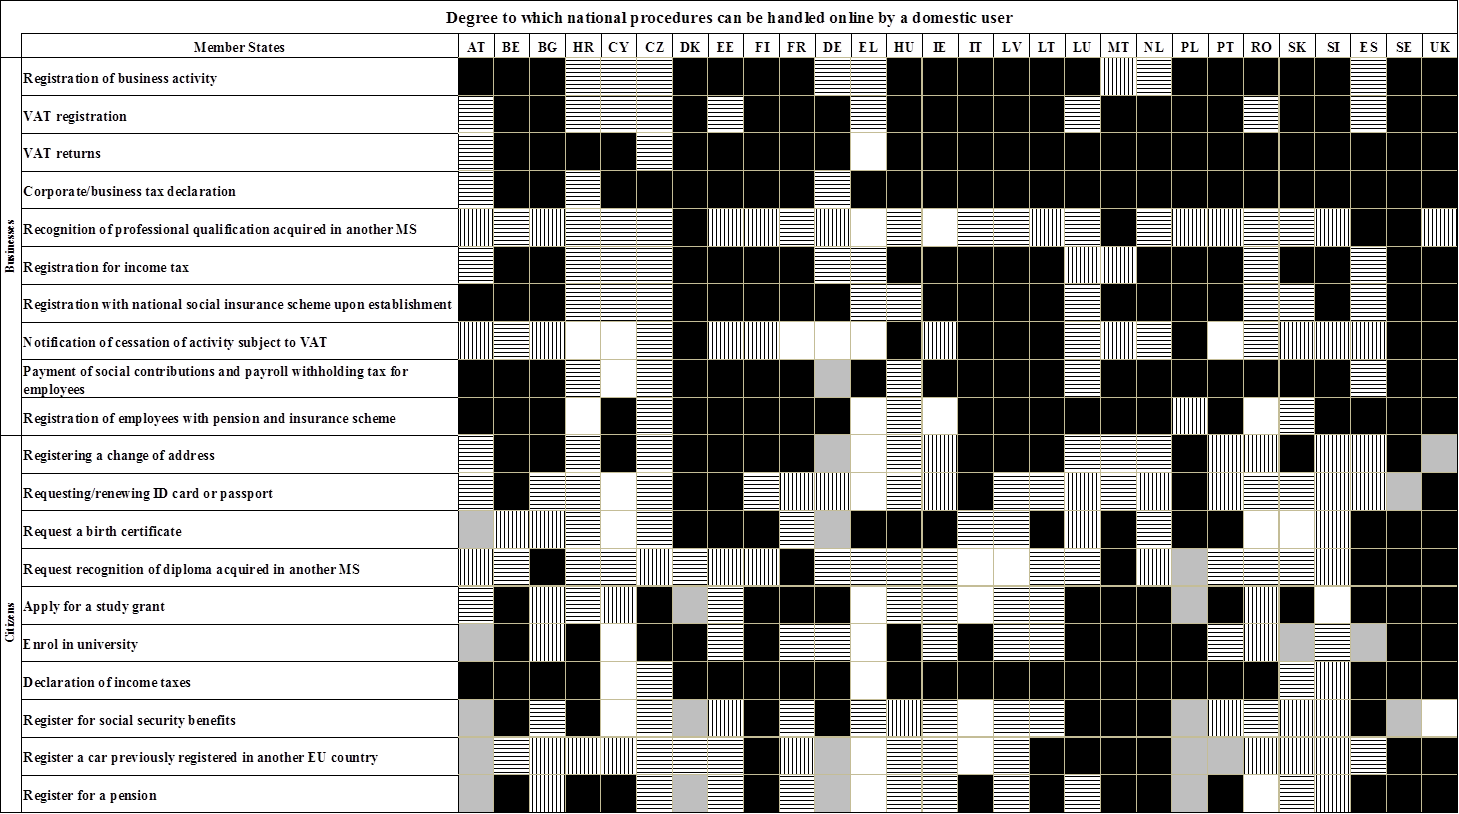 Degree to which national procedures can be handled online by a domestic user
Member States AT BE BG HR CY CZ DK EE FI FR DE EL HU IE IT LV LT LU MT NL PL PT RO SK SI ES SE UK
Businesses
Registration of business activity
VAT registration
VAT returns
Corporate/business tax declaration
Recognition of professional qualification acquired in another MS
Registration for income tax
Registration with national social insurance scheme upon establishment
Notification of cessation of activity subject to VAT
Payment of social contributions and payroll withholding tax for
employees
Registration of employees with pension and insurance scheme
Citizens
Registering a change of address
Requesting/renewing ID card or passport
Request a birth certificate
Request recognition of diploma acquired in another MS
Apply for a study grant
Enrol in university
Declaration of income taxes
Register for social security benefits
Register a car previously registered in another EU country
Register for a pension